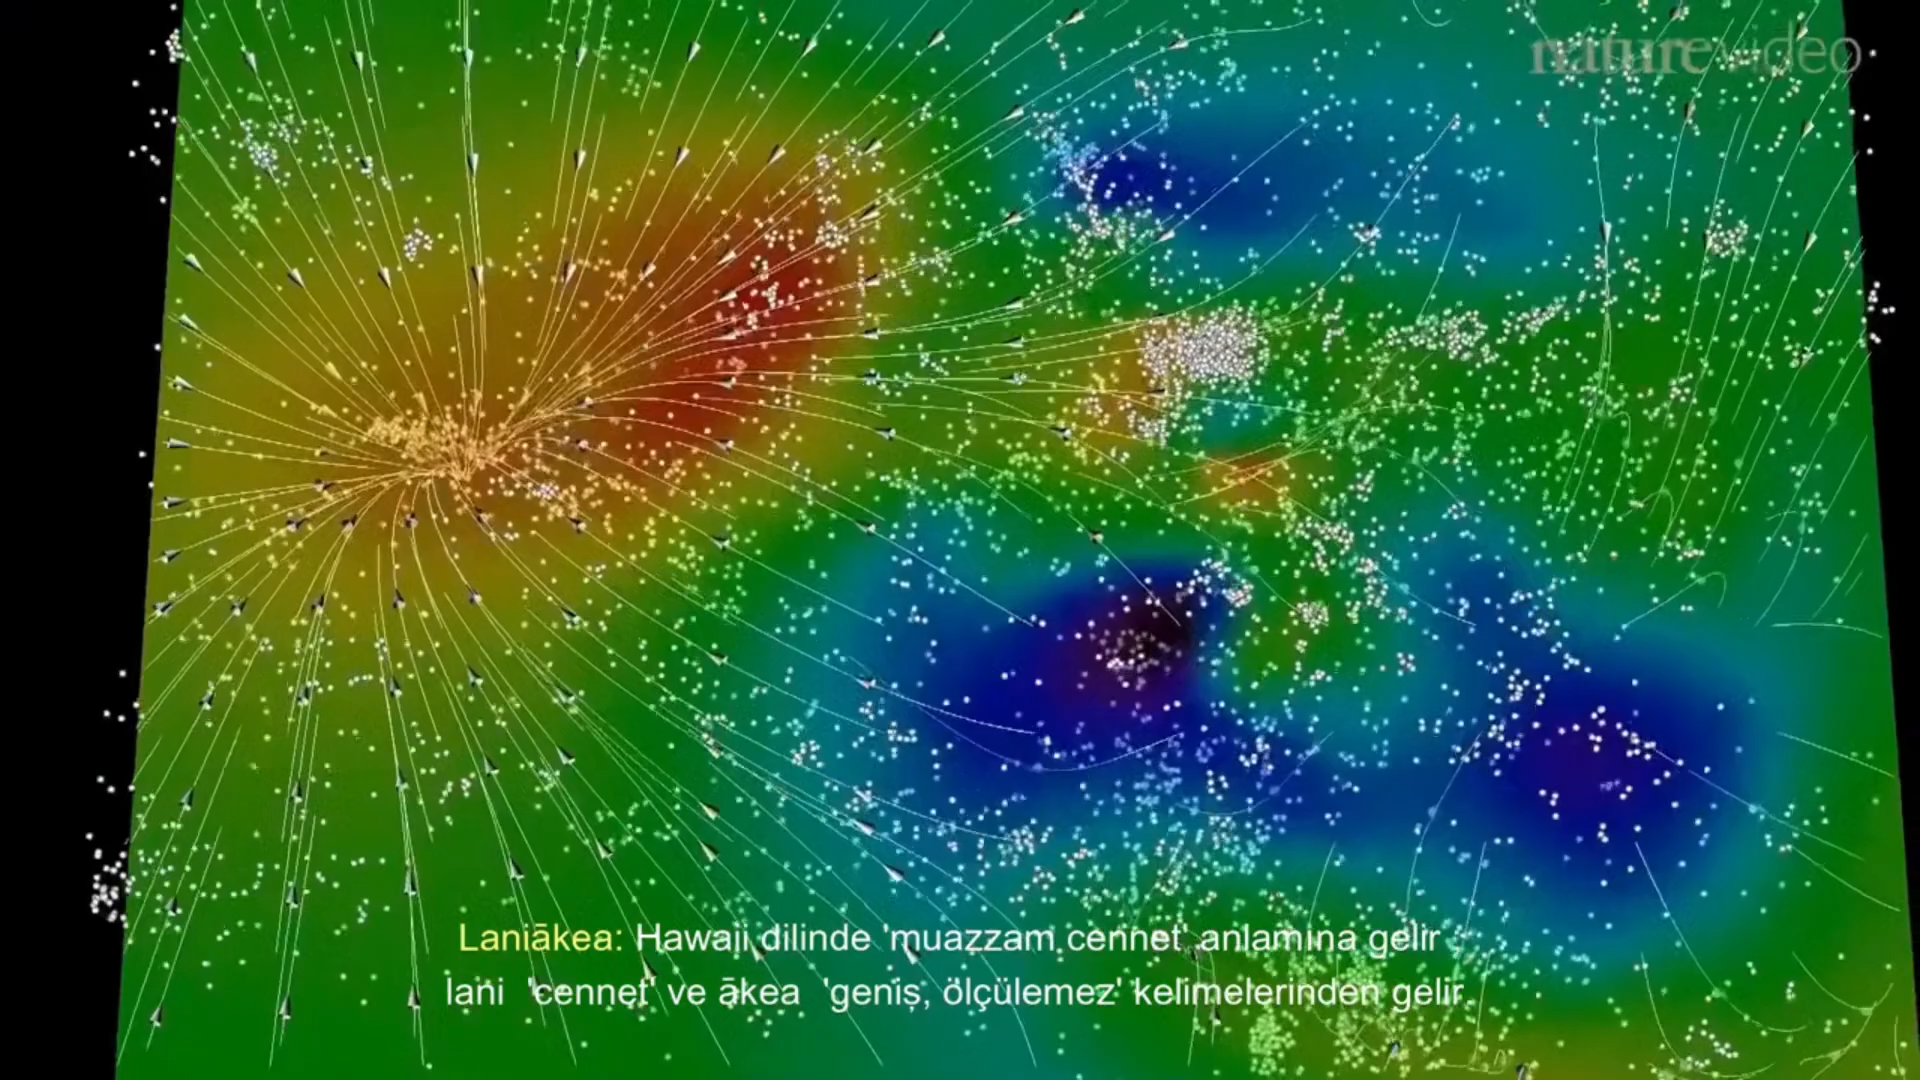 nature video
Laniākea: Hawaii dilinde 'muazzam cennet' anlamına gelir
lani 'cennet' ve ākea 'geniş, ölçülemez' kelimelerinden gelir